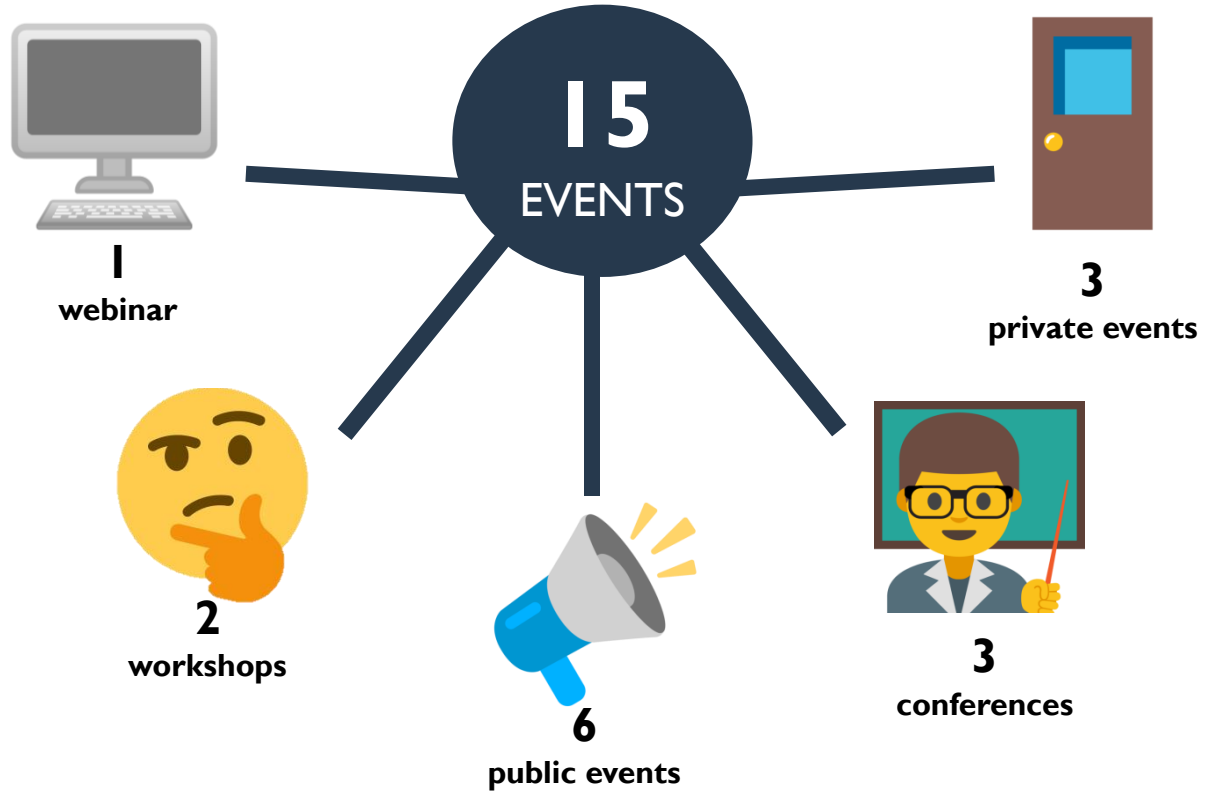 15
EVENTS
1
webinar
3
private events
2
workshops
3
conferences
6
public events